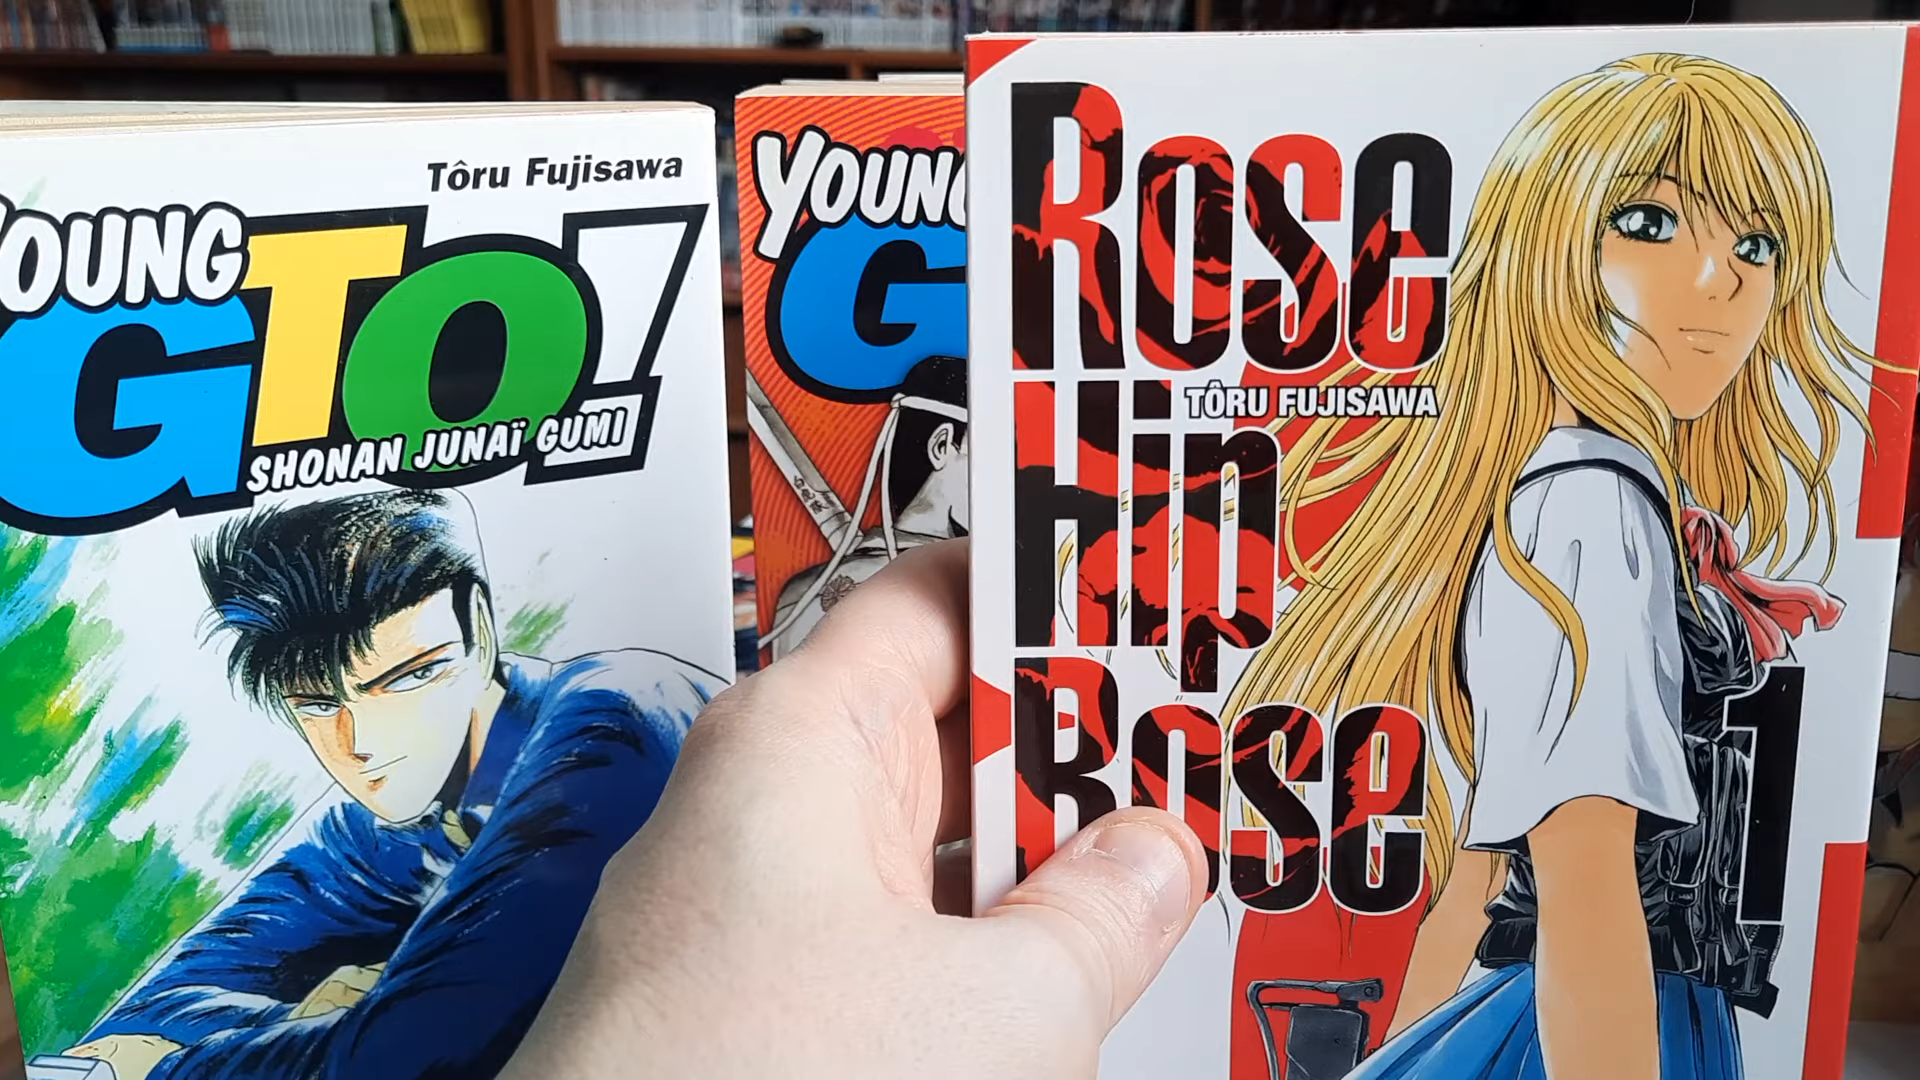 Tôru Fujisawa
YOUNG
GTO!
SHONAN JUNAï GUMI
YOUNG
G
Rose
TÔRU FUJISAWA
Hip
Rose
1